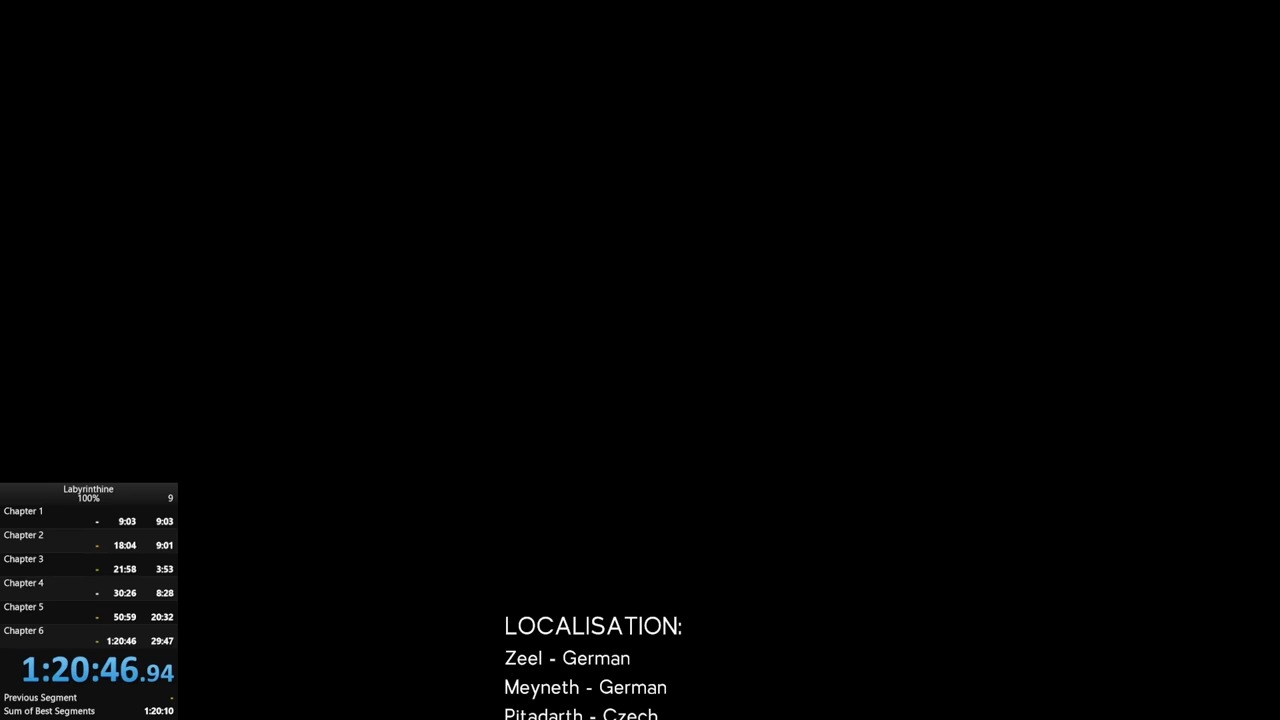 Labyrinthine
100% 9
Chapter 1
- 9:03 9:03
Chapter 2
- 18:04 9:01
Chapter 3
- 21:58 3:53
Chapter 4
- 30:26 8:28
Chapter 5
- 50:59 20:32
Chapter 6
- 1:20:46 29:47
1:20:46.94
Previous Segment -
Sum of Best Segments 1:20:10
LOCALISATION:
Zeel - German
Meyneth - German
Pitadarth - Czech